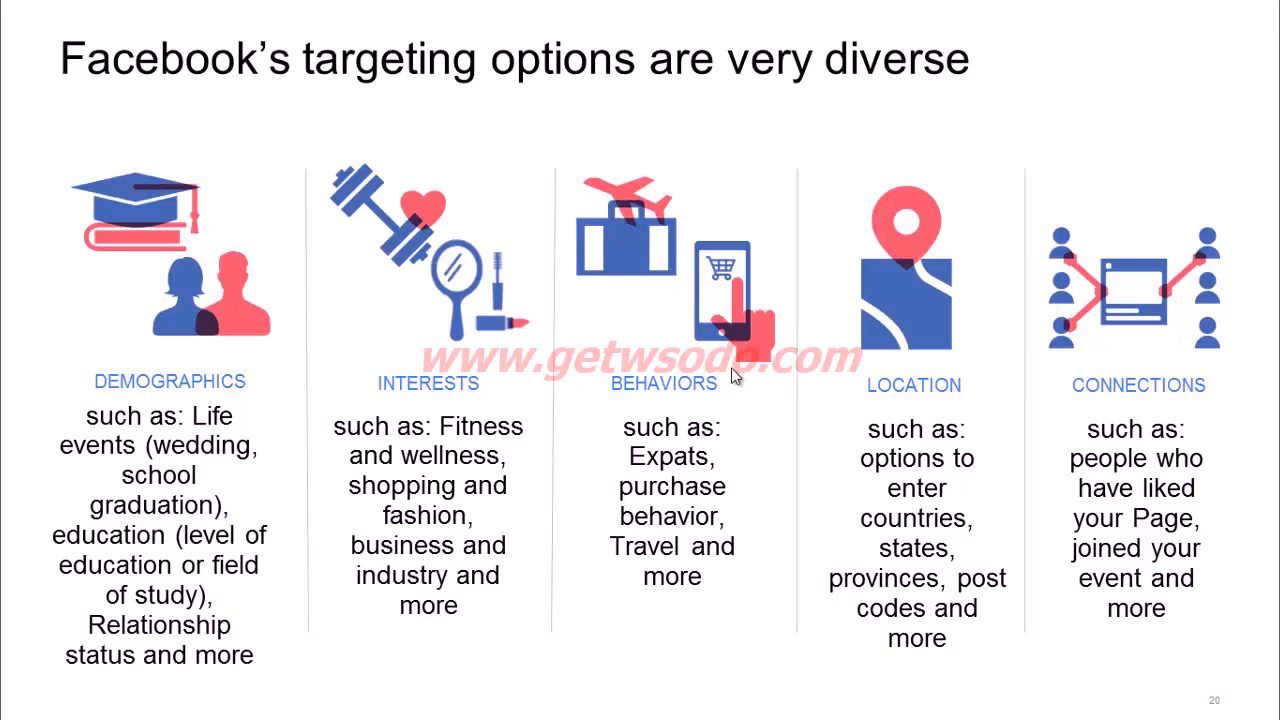 Facebook’s targeting options are very diverse
www.getwsodo.com
DEMOGRAPHICS
such as: Life
events (wedding,
school
graduation),
education (level of
education or field
of study),
Relationship
status and more
INTERESTS
such as: Fitness
and wellness,
shopping and
fashion,
business and
industry and
more
BEHAVIORS
such as:
Expats,
purchase
behavior,
Travel and
more
LOCATION
such as:
options to
enter
countries,
states,
provinces, post
codes and
more
CONNECTIONS
such as:
people who
have liked
your Page,
joined your
event and
more
20